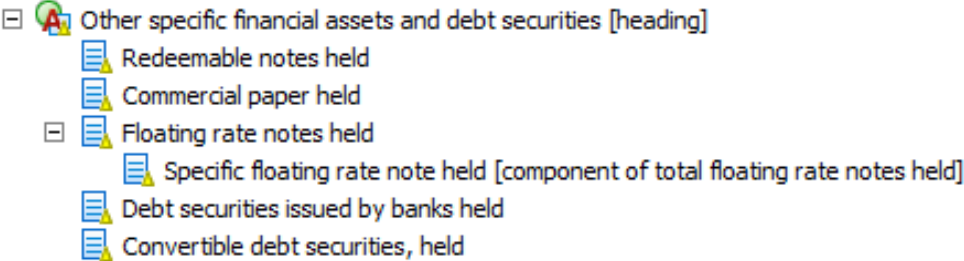 Other specific financial assets and debt securities [heading]
Redeemable notes held
Commercial paper held
Floating rate notes held
Specific floating rate note held [component of total floating rate notes held]
Debt securities issued by banks held
Convertible debt securities, held